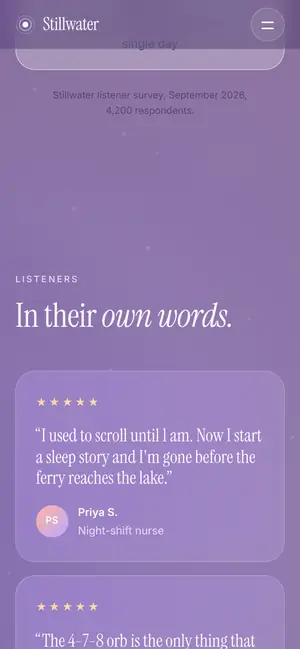 Stillwater
single day
Stillwater listener survey, September 2026,
4,200 respondents.
LISTENERS
In their own words.
★★★★★
“I used to scroll until 1 am. Now I start
a sleep story and I'm gone before the
ferry reaches the lake.”
PS
Priya S.
Night-shift nurse
★★★★★
“The 4-7-8 orb is the only thing that